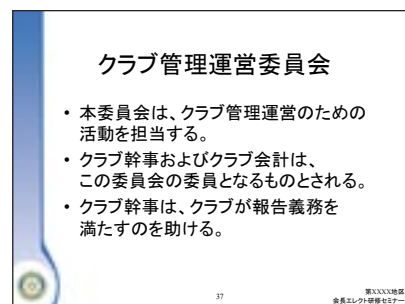 クラブ管理運営委員会
• 本委員会は、クラブ管理運営のための
活動を担当する。
• クラブ幹事およびクラブ会計は、
この委員会の委員となるものとされる。
• クラブ幹事は、クラブが報告義務を
満たすのを助ける。
37
第XXXX地区
会長エレクト研修セミナー